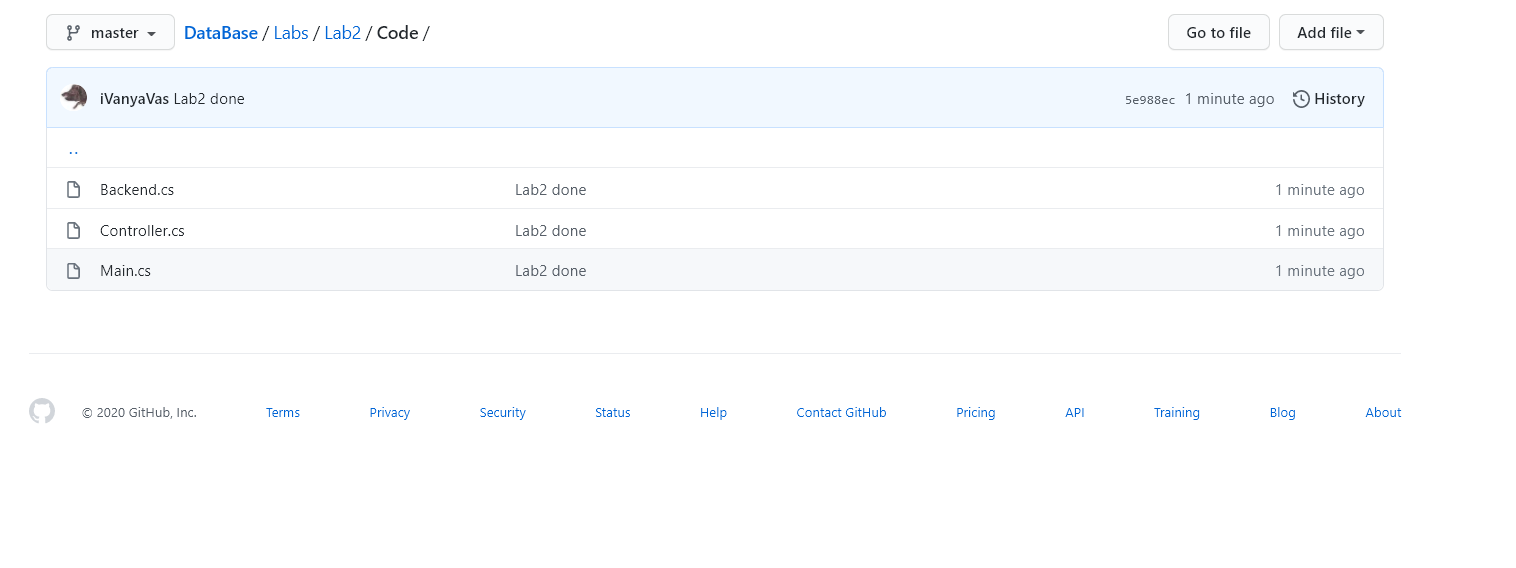 master DataBase / Labs / Lab2 / Code / Go to file Add file
iVanyaVas Lab2 done 5e988ec 1 minute ago History
..
Backend.cs Lab2 done 1 minute ago
Controller.cs Lab2 done 1 minute ago
Main.cs Lab2 done 1 minute ago
© 2020 GitHub, Inc. Terms Privacy Security Status Help Contact GitHub Pricing API Training Blog About